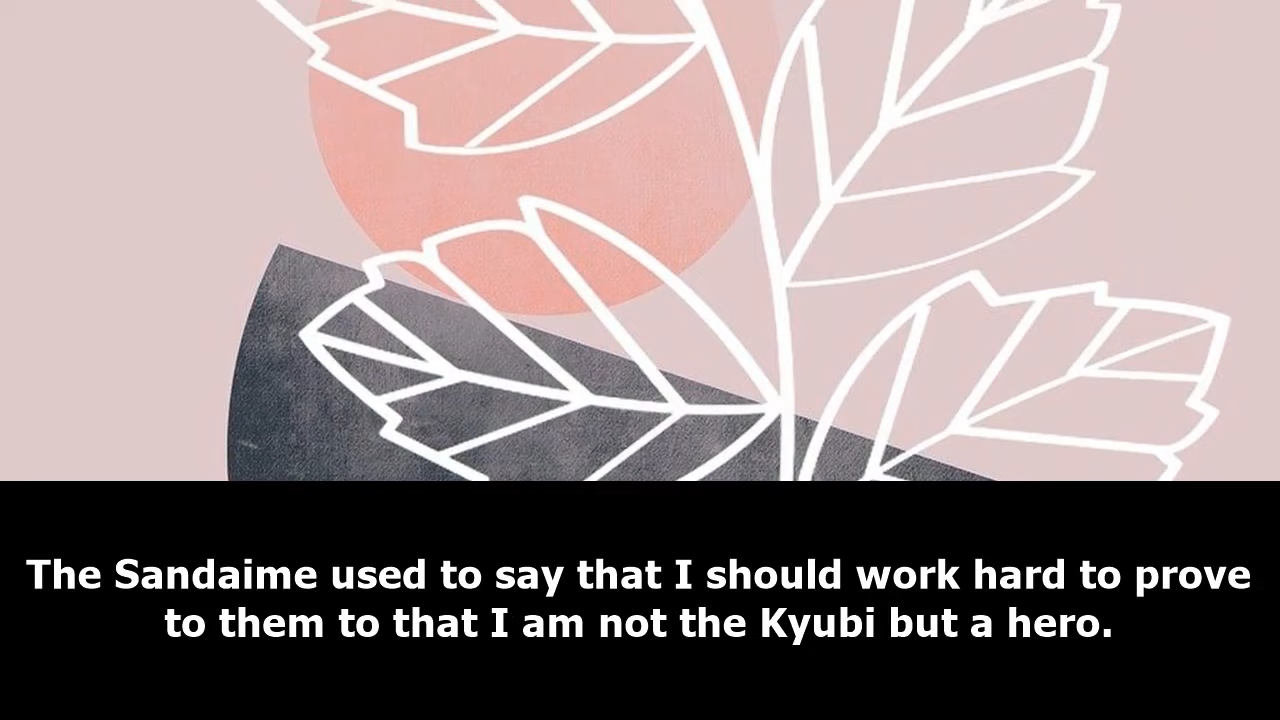 The Sandaime used to say that I should work hard to prove
to them to that I am not the Kyubi but a hero.